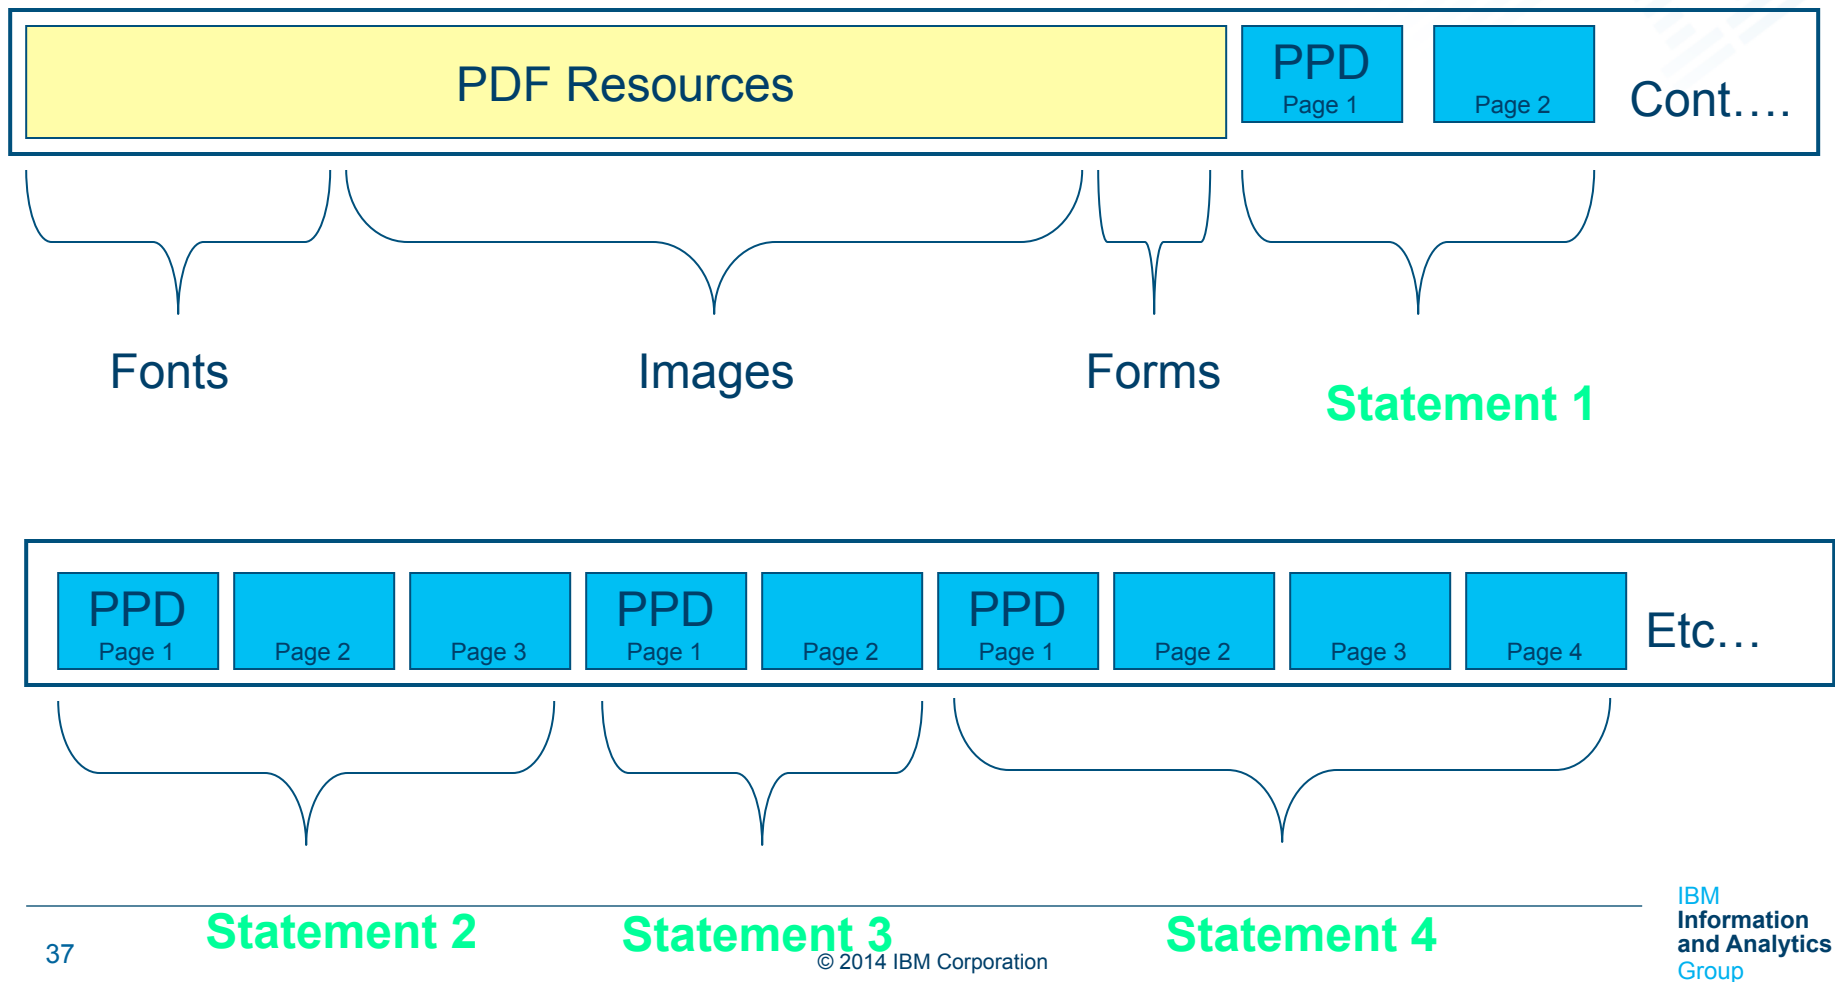 PDF Resources
PPD
Page 1
Page 2
Cont….
Fonts
Images
Forms
Statement 1
PPD
Page 1
Page 2
Page 3
PPD
Page 1
Page 2
PPD
Page 1
Page 2
Page 3
Page 4
Etc…
Statement 2
Statement 3
Statement 4
37
© 2014 IBM Corporation
IBM
Information
and Analytics
Group